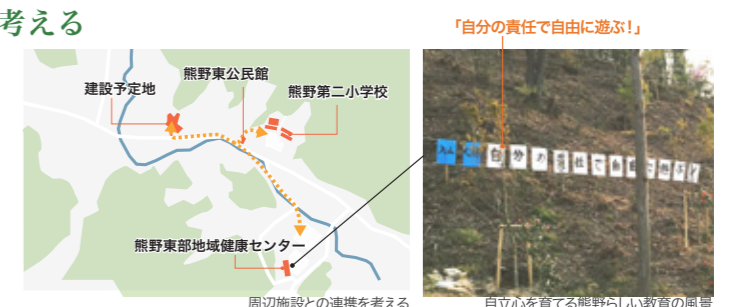 考える
「自分の責任で自由に遊ぶ!」
建設予定地
熊野東公民館
熊野第二小学校
熊野東部地域健康センター
自分の責任で自由で遊ぶ!
周辺施設との連携を考える
自立心を育てる熊野らしい教育の風景